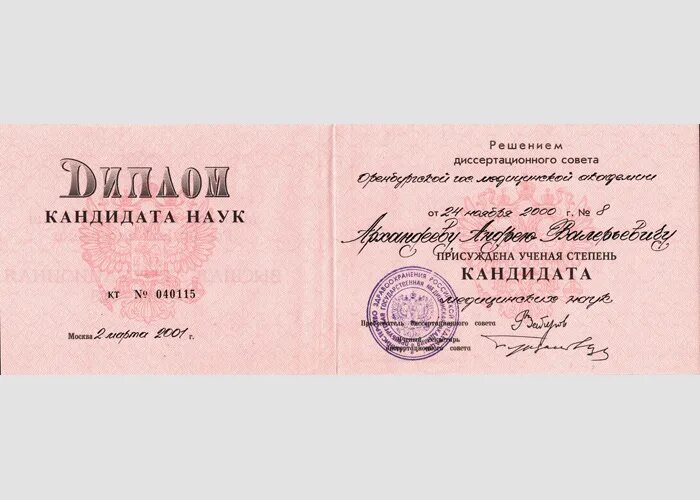 ДИПЛОМ
КАНДИДАТА НАУК
КТ № 040115
Москва 2 марта 2001 г.
Решением
диссертационного совета
Оренбургской гос. медицинской академии
от 24 ноября 2000 г. № 8
Андрею Валерьевичу
ПРИСУЖДЕНА УЧЕНАЯ СТЕПЕНЬ
КАНДИДАТА
медицинских наук
Председатель диссертационного совета
Ученый секретарь
диссертационного совета